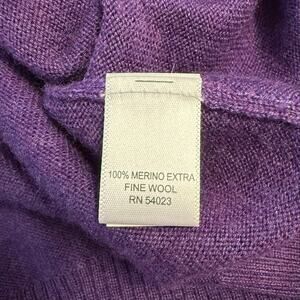 100% MERINO EXTRA
FINE WOOL
RN 54023